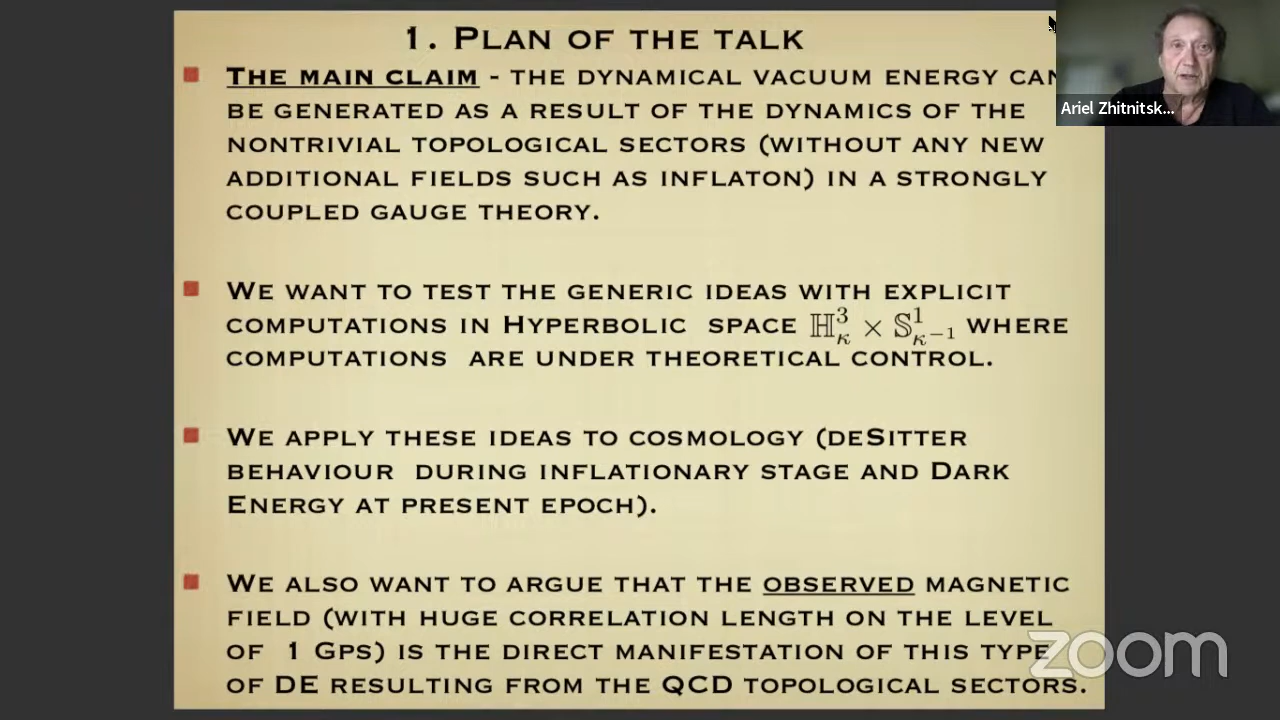 1. PLAN OF THE TALK
THE MAIN CLAIM - THE DYNAMICAL VACUUM ENERGY CAN
BE GENERATED AS A RESULT OF THE DYNAMICS OF THE
NONTRIVIAL TOPOLOGICAL SECTORS (WITHOUT ANY NEW
ADDITIONAL FIELDS SUCH AS INFLATON) IN A STRONGLY
COUPLED GAUGE THEORY.
WE WANT TO TEST THE GENERIC IDEAS WITH EXPLICIT
COMPUTATIONS IN HYPERBOLIC SPACE ℍ³_κ × 𝕊¹_κ⁻¹ WHERE
COMPUTATIONS ARE UNDER THEORETICAL CONTROL.
WE APPLY THESE IDEAS TO COSMOLOGY (DESITTER
BEHAVIOUR DURING INFLATIONARY STAGE AND DARK
ENERGY AT PRESENT EPOCH).
WE ALSO WANT TO ARGUE THAT THE OBSERVED MAGNETIC
FIELD (WITH HUGE CORRELATION LENGTH ON THE LEVEL
OF 1 GPS) IS THE DIRECT MANIFESTATION OF THIS TYPE
OF DE RESULTING FROM THE QCD TOPOLOGICAL SECTORS.
Ariel Zhitnitsk...
zoom